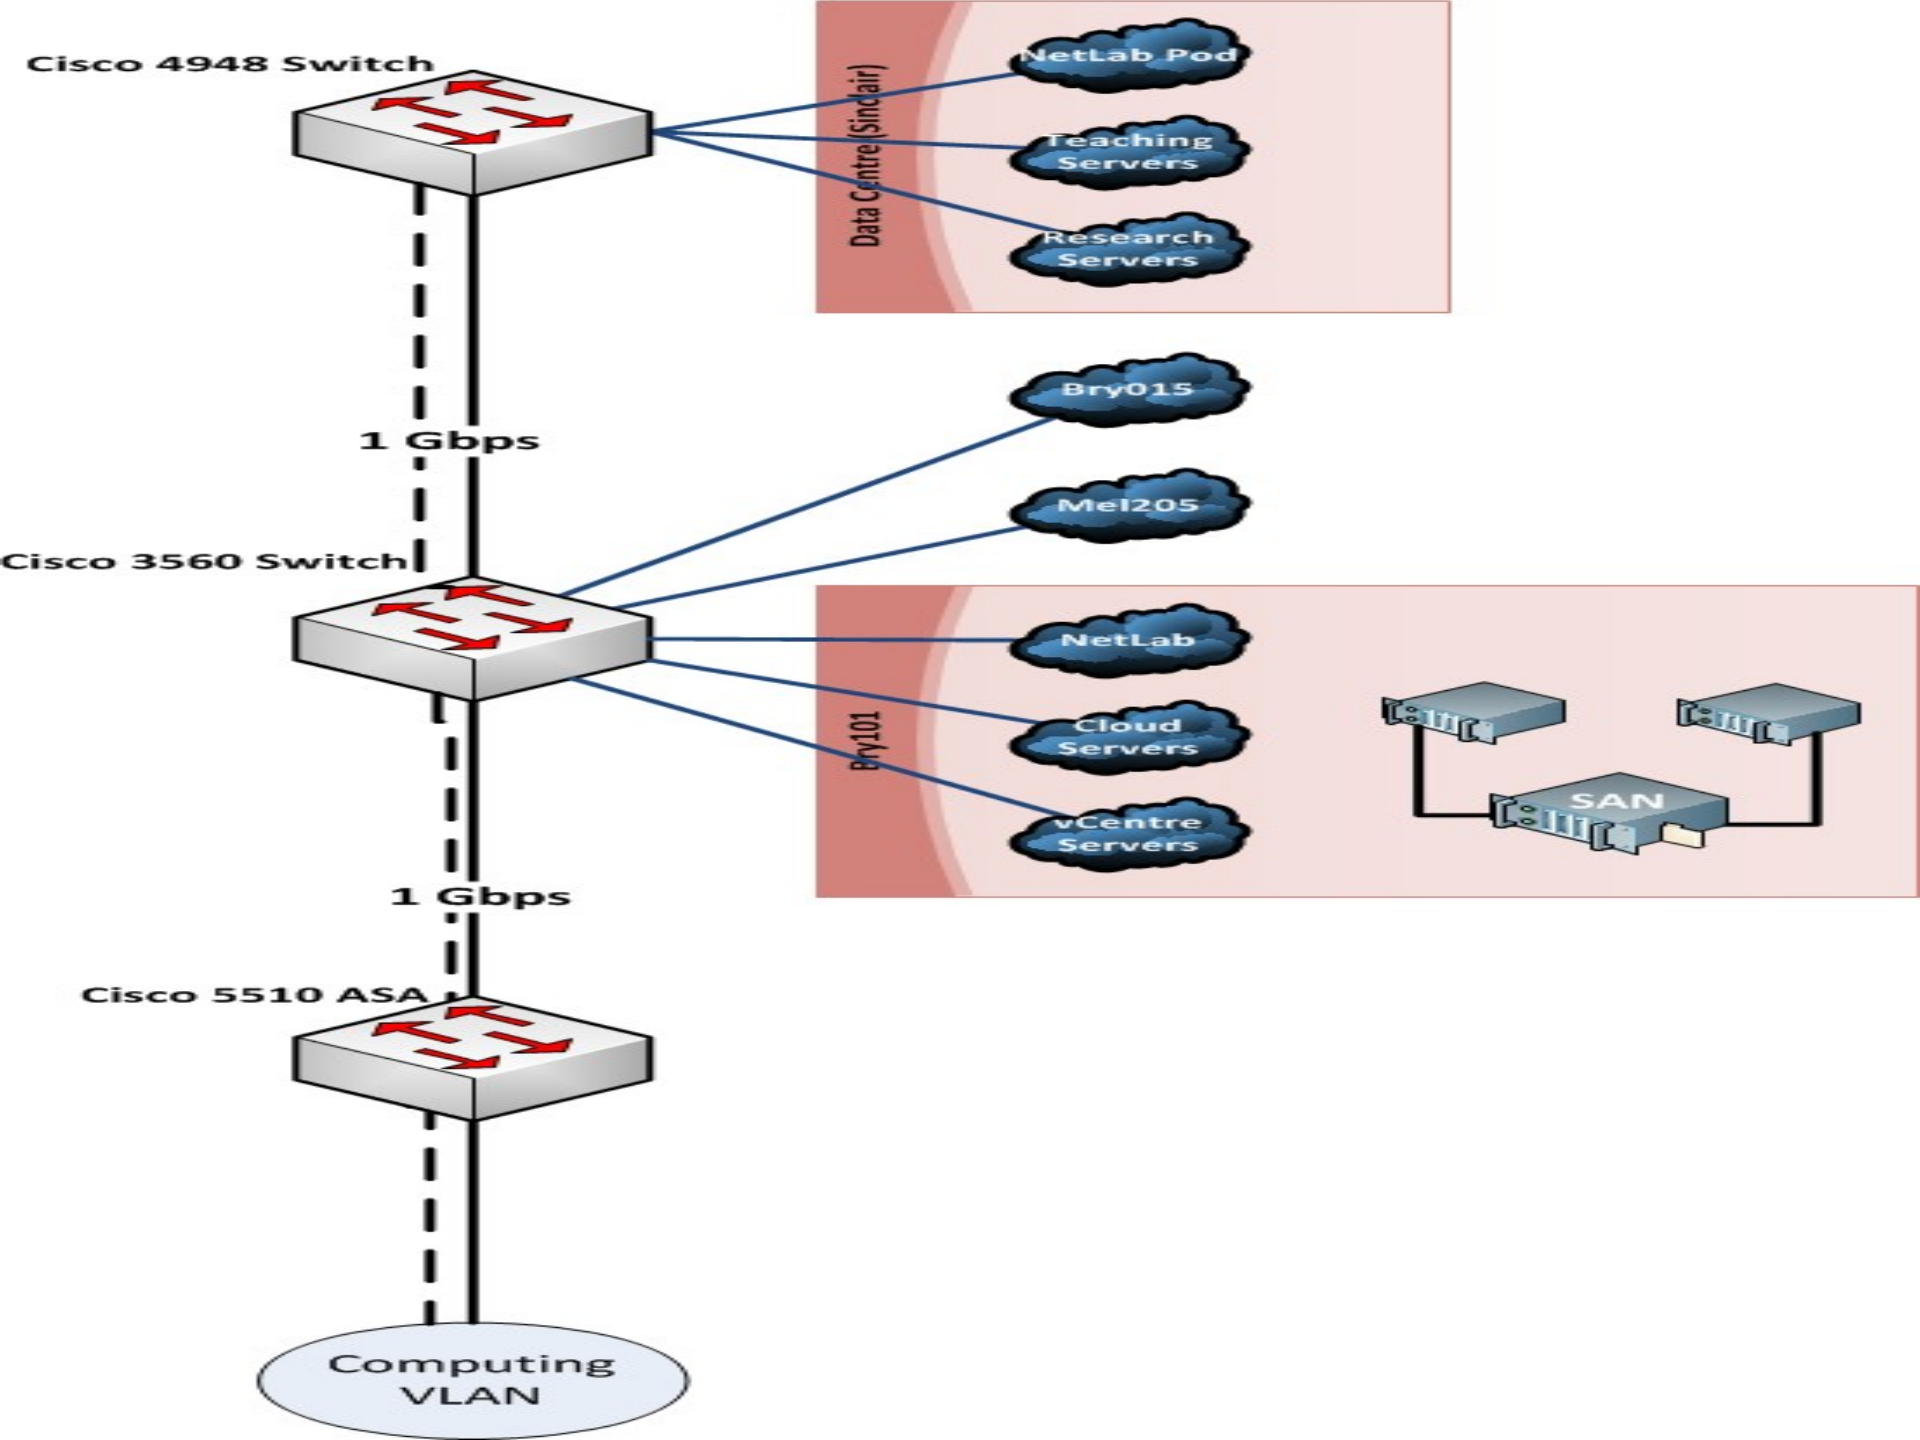 Cisco 4948 Switch
NetLab Pod
Teaching
Servers
Research
Servers
Data Centre (Sinclair)
Bry015
1 Gbps
Mel205
Cisco 3560 Switch
NetLab
Cloud
Servers
vCentre
Servers
Bry101
SAN
1 Gbps
Cisco 5510 ASA
Computing
VLAN